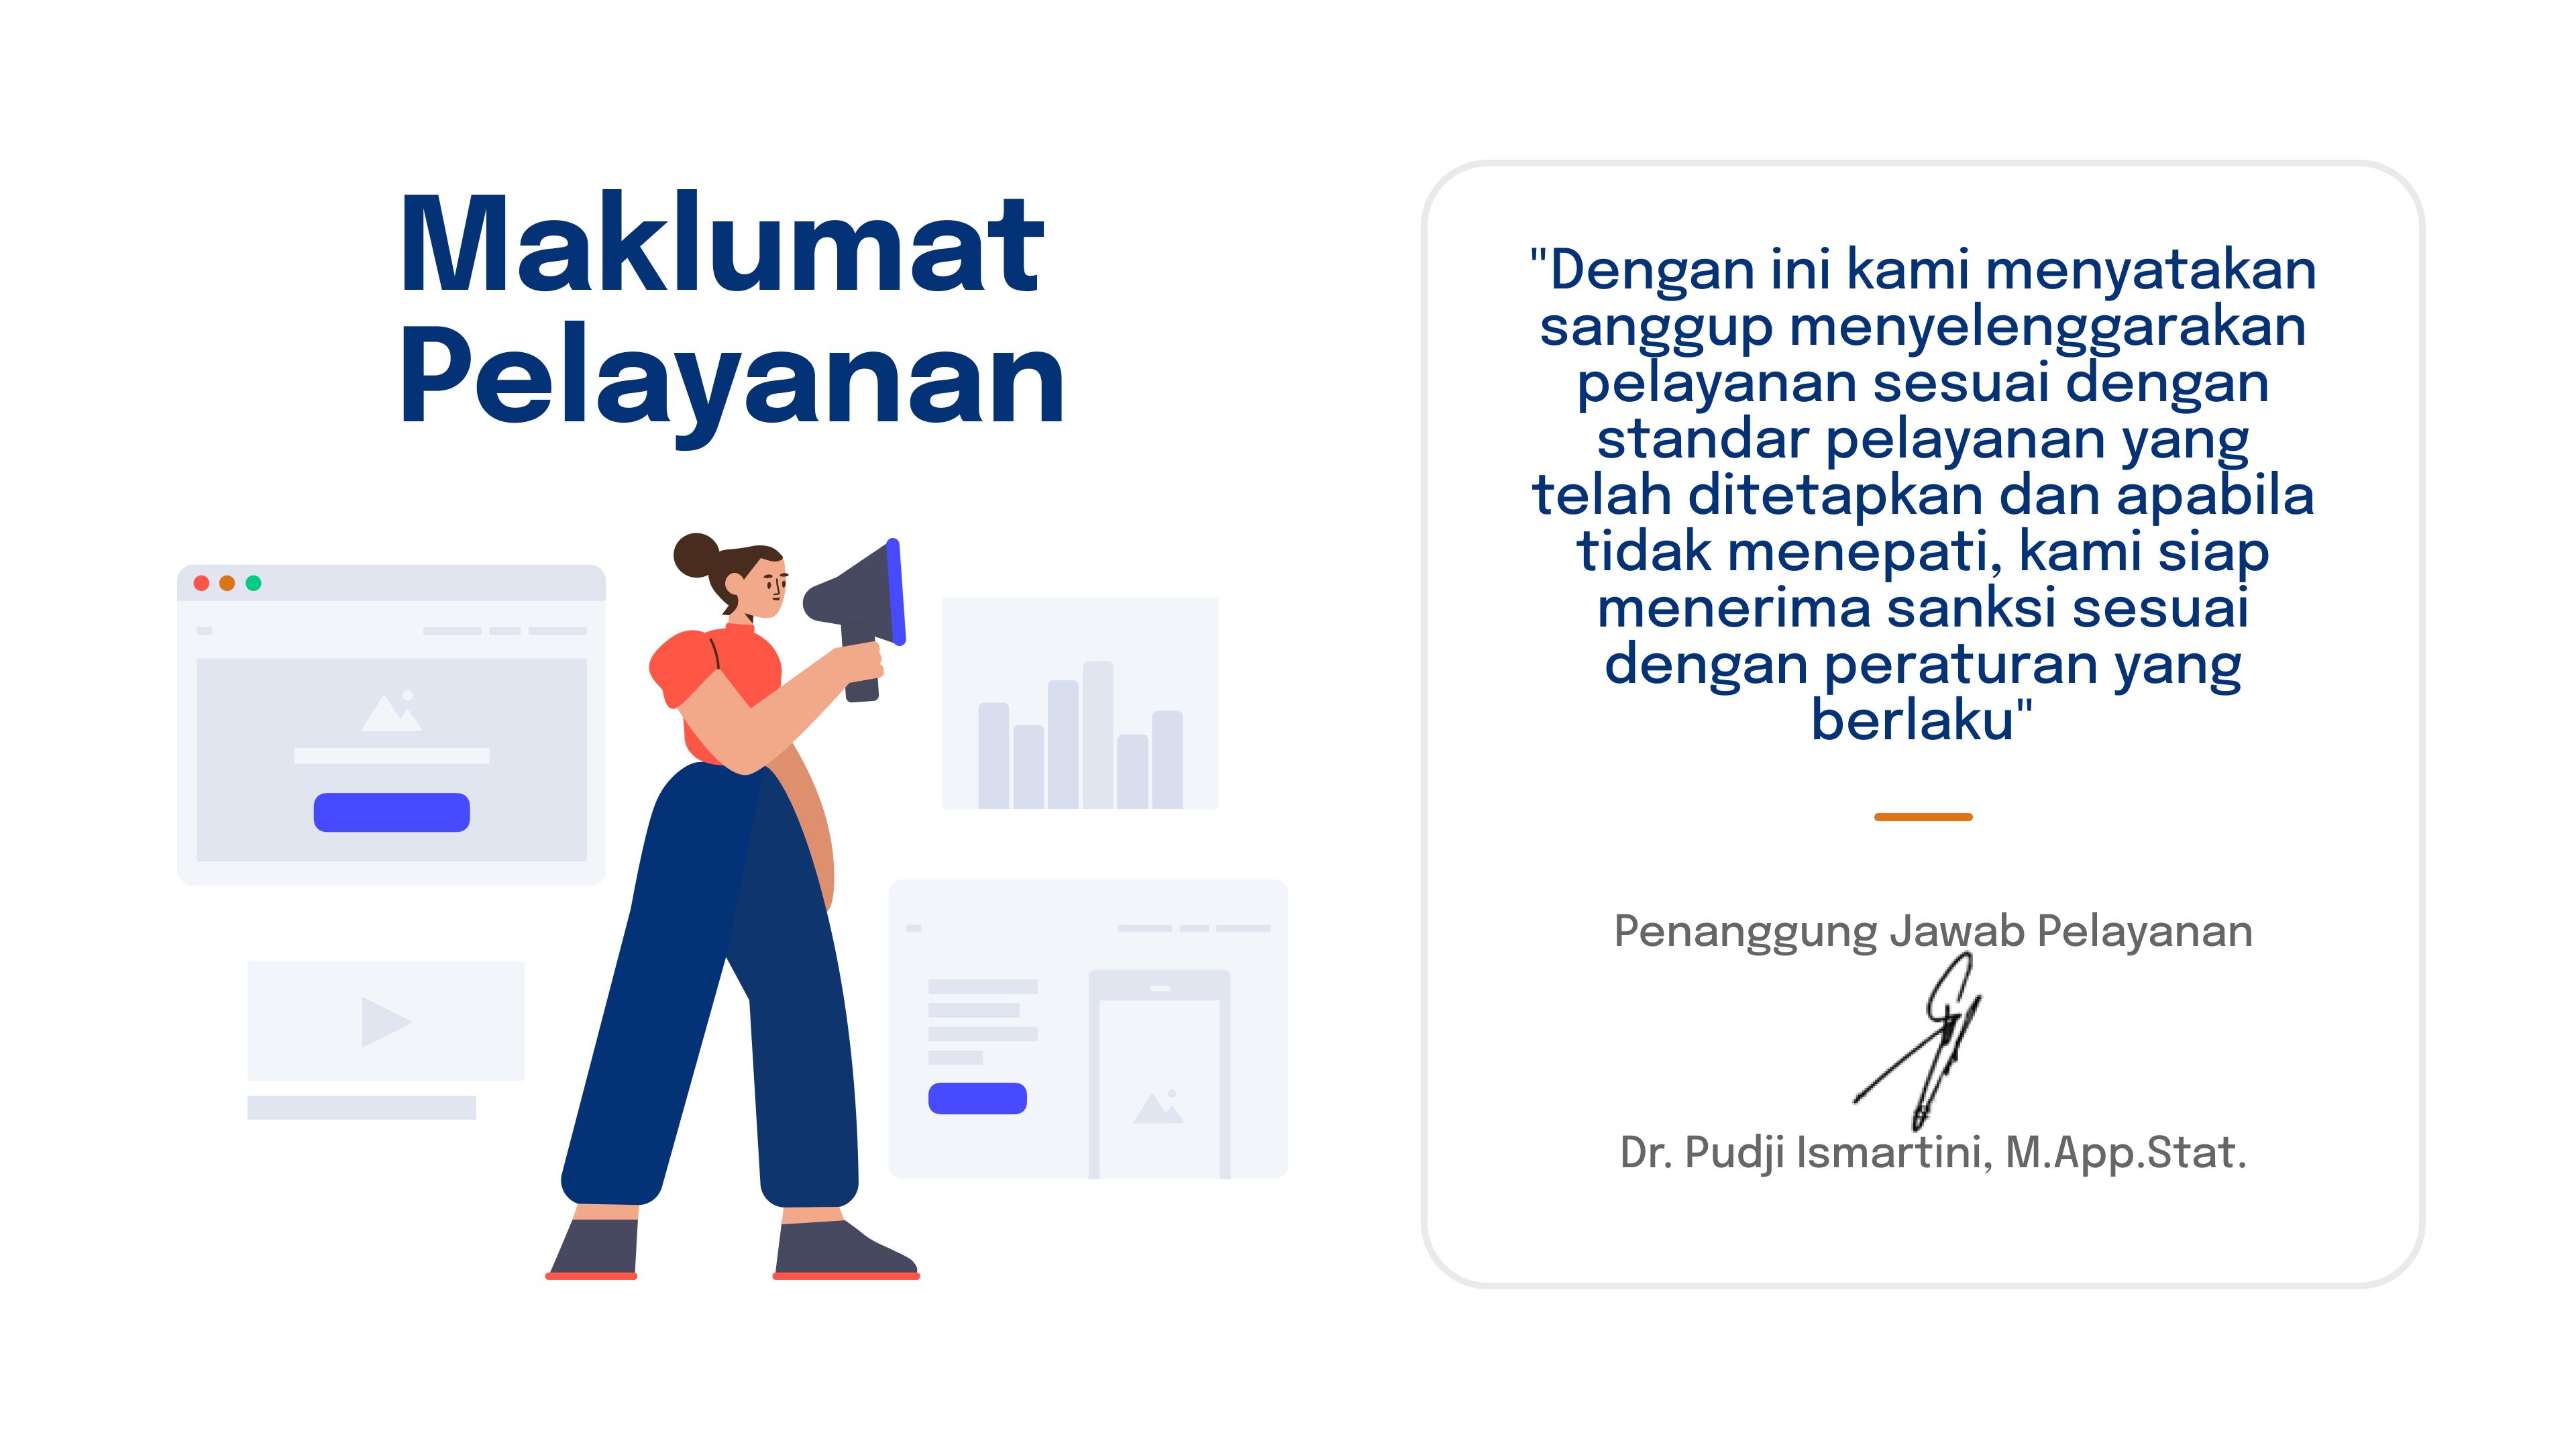 Maklumat
Pelayanan
"Dengan ini kami menyatakan
sanggup menyelenggarakan
pelayanan sesuai dengan
standar pelayanan yang
telah ditetapkan dan apabila
tidak menepati, kami siap
menerima sanksi sesuai
dengan peraturan yang
berlaku"
Penanggung Jawab Pelayanan
Dr. Pudji Ismartini, M.App.Stat.